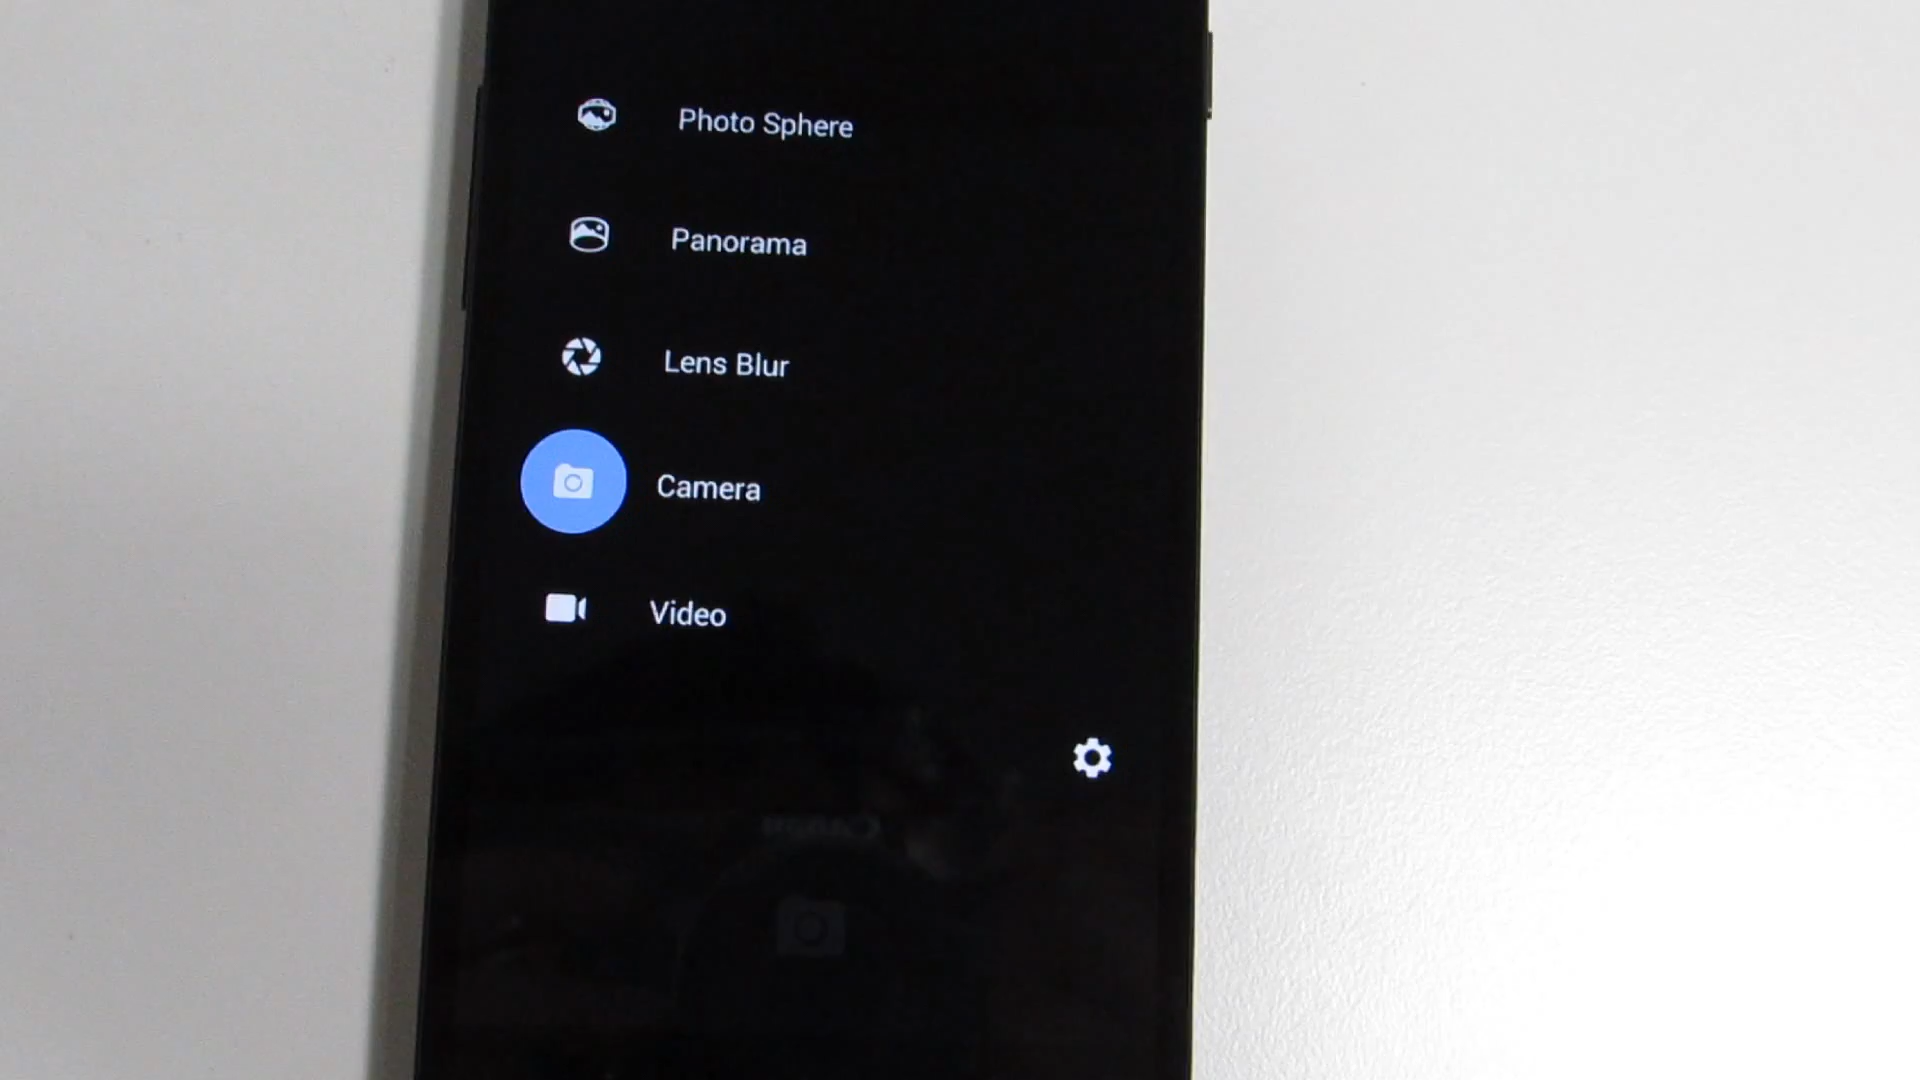 Photo Sphere
Panorama
Lens Blur
Camera
Video